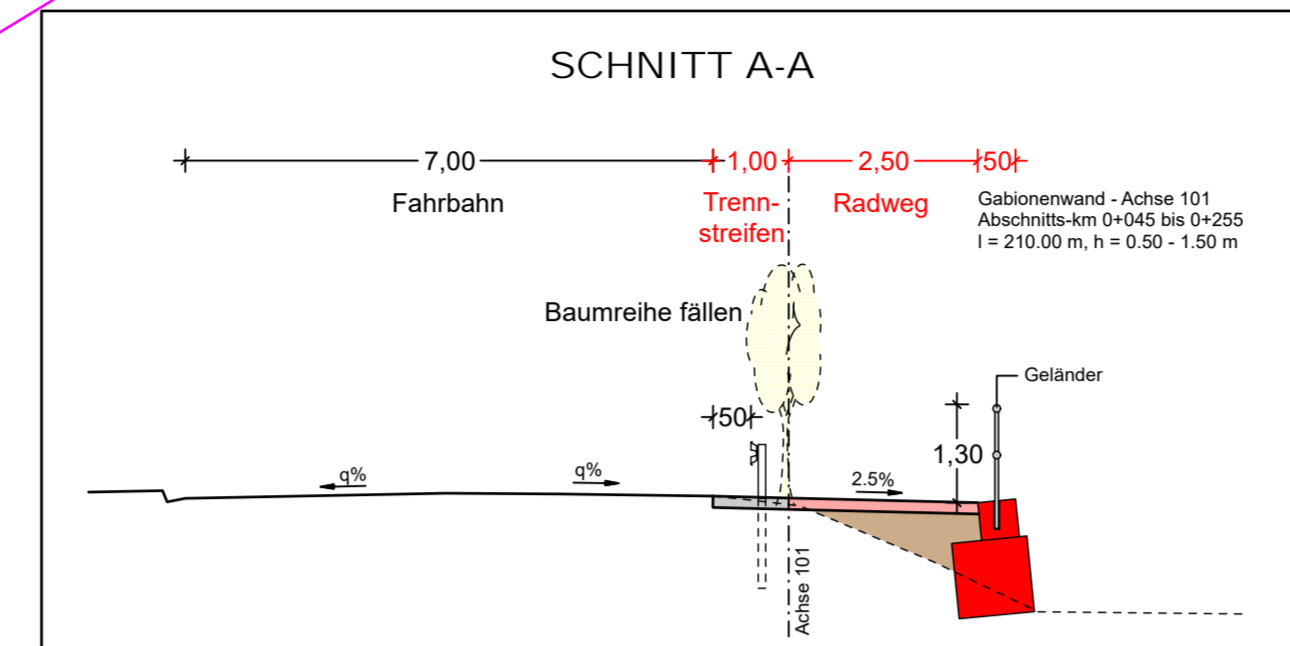 SCHNITT A-A
7,00
1,00
2,50
50
Fahrbahn
Trenn-
streifen
Radweg
Gabionenwand - Achse 101
Abschnitts-km 0+045 bis 0+255
l = 210.00 m, h = 0.50 - 1.50 m
Baumreihe fällen
Geländer
50
1,30
q%
q%
2.5%
Achse 101